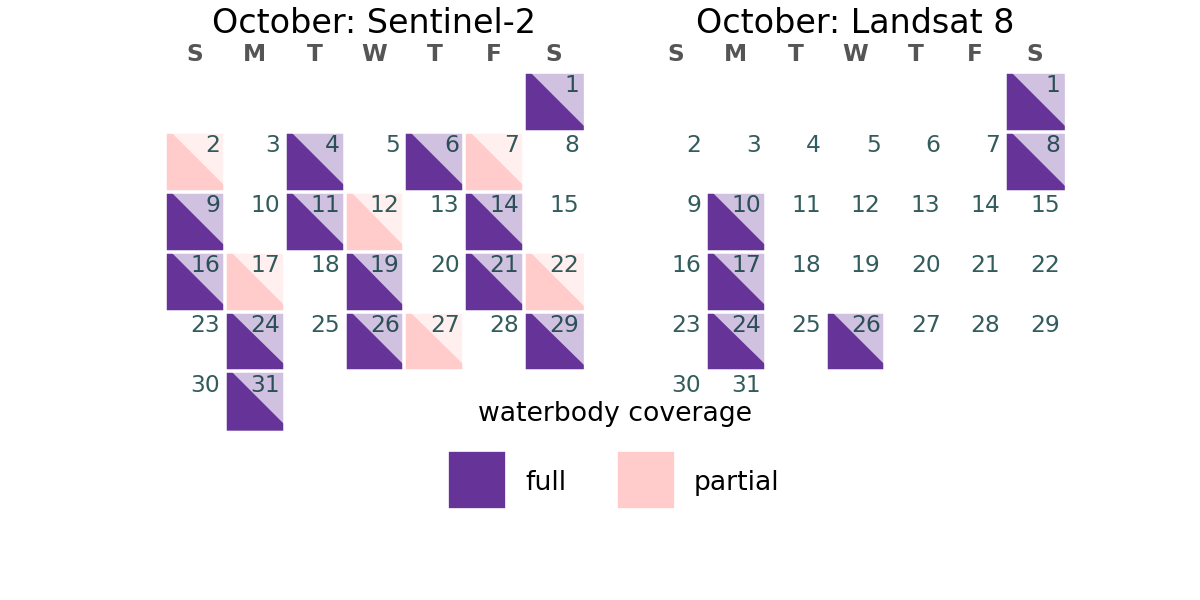 October: Sentinel-2
S M T W T F S
1
2 3 4 5 6 7 8
9 10 11 12 13 14 15
16 17 18 19 20 21 22
23 24 25 26 27 28 29
30 31
October: Landsat 8
S M T W T F S
1
2 3 4 5 6 7 8
9 10 11 12 13 14 15
16 17 18 19 20 21 22
23 24 25 26 27 28 29
30 31
waterbody coverage
full partial